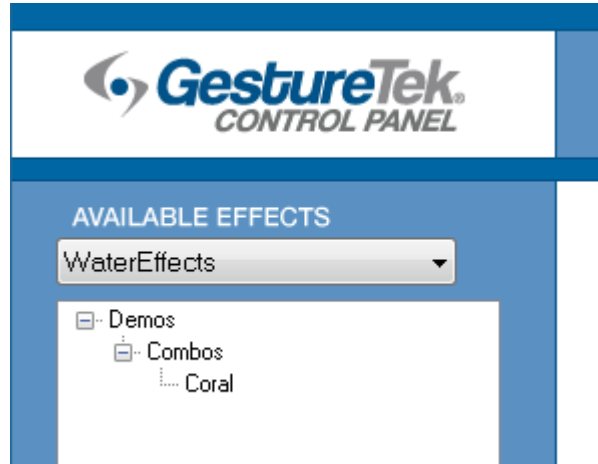 GestureTek®
CONTROL PANEL
AVAILABLE EFFECTS
WaterEffects
Demos
Combos
Coral